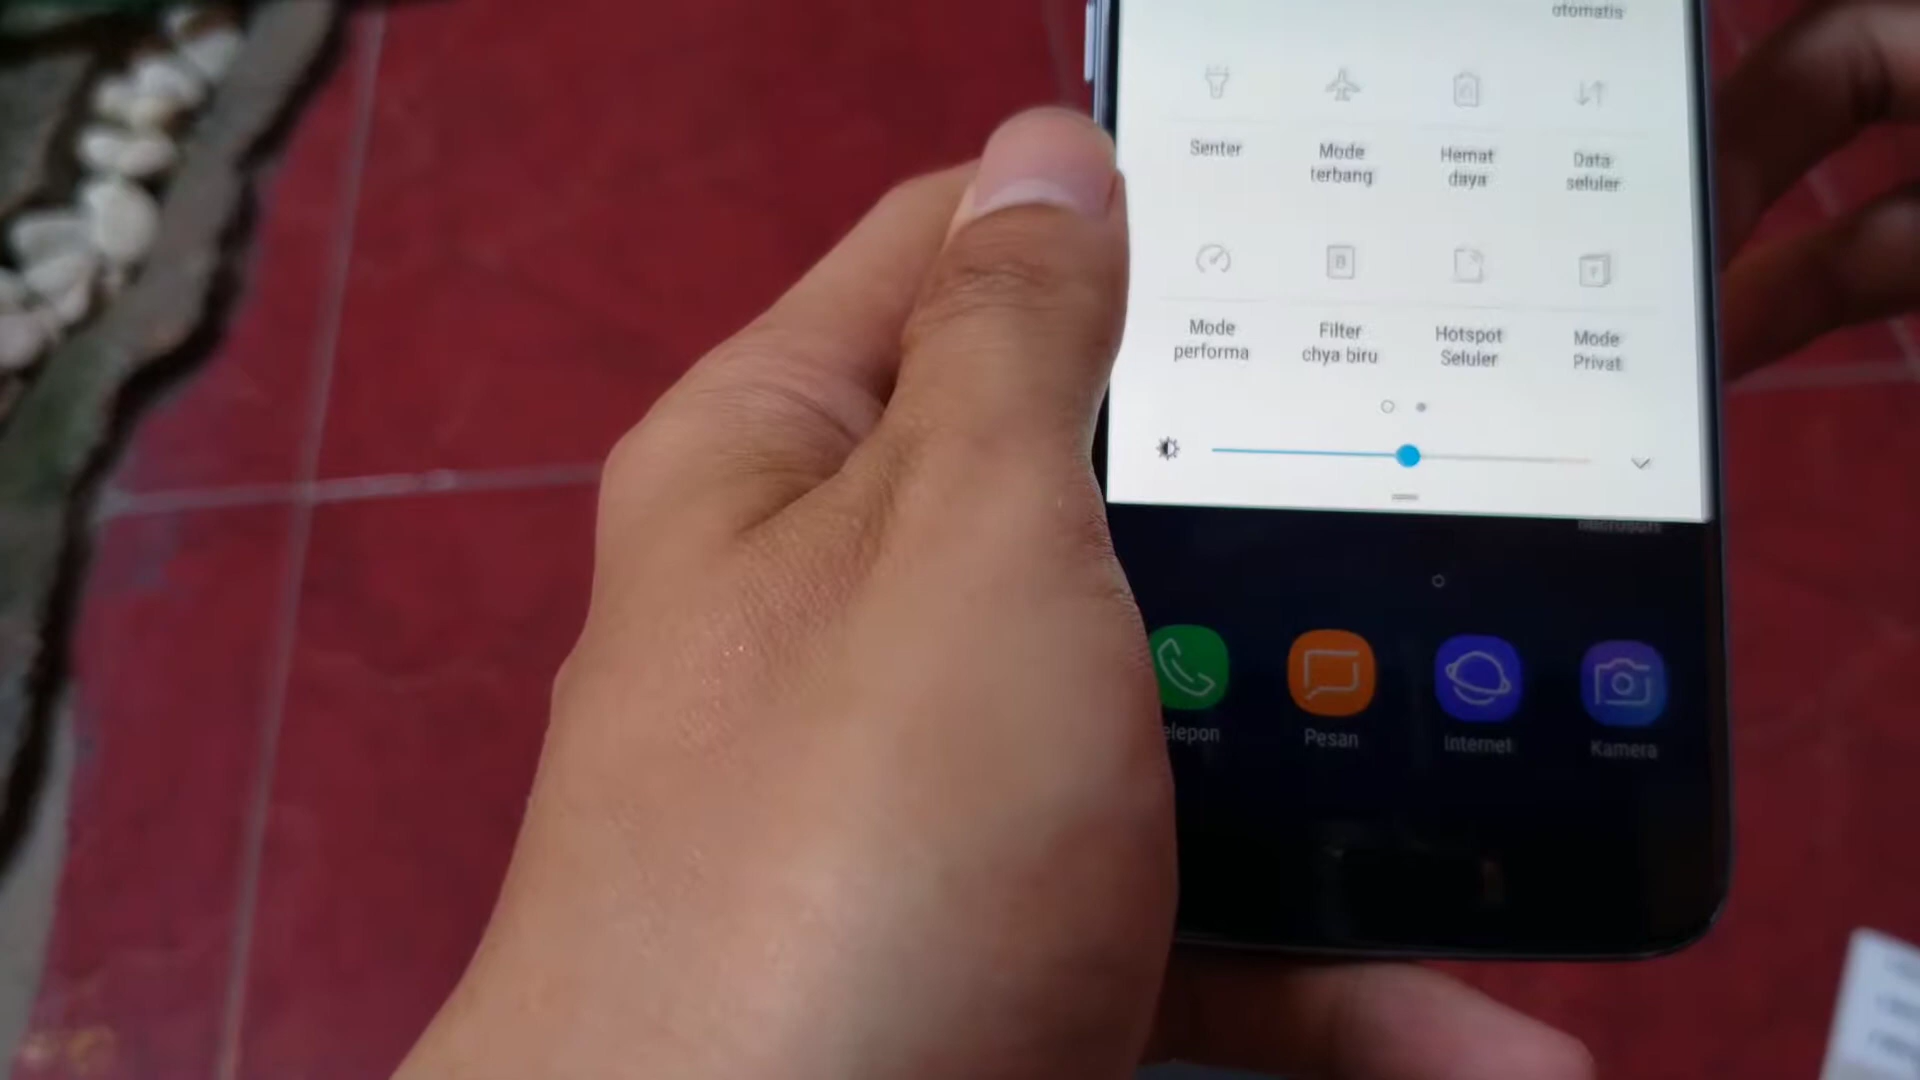 otomatis
Senter
Mode
terbang
Hemat
daya
Data
seluler
Mode
performa
Filter
chya biru
Hotspot
Seluler
Mode
Privat
Microsoft
elepon
Pesan
Internet
Kamera